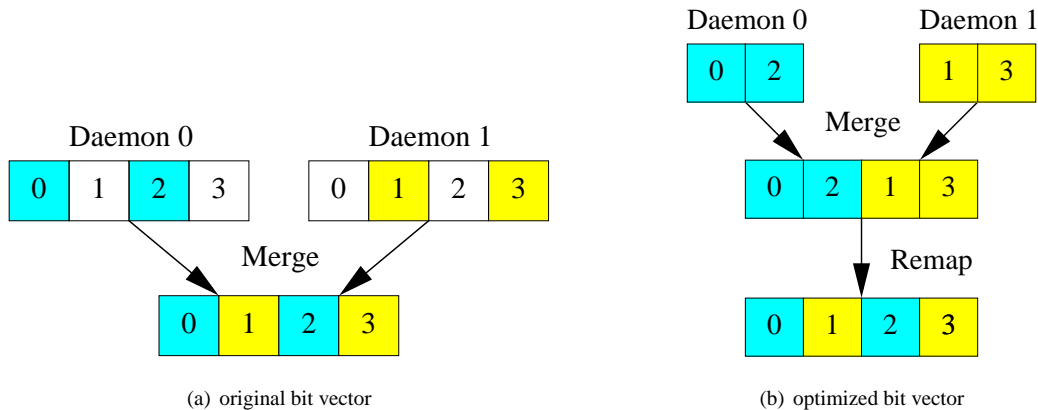 Daemon 0 Daemon 1
0 1 2 3 0 1 2 3
Merge
0 1 2 3
(a) original bit vector
Daemon 0 Daemon 1
0 2 1 3
Merge
0 2 1 3
Remap
0 1 2 3
(b) optimized bit vector